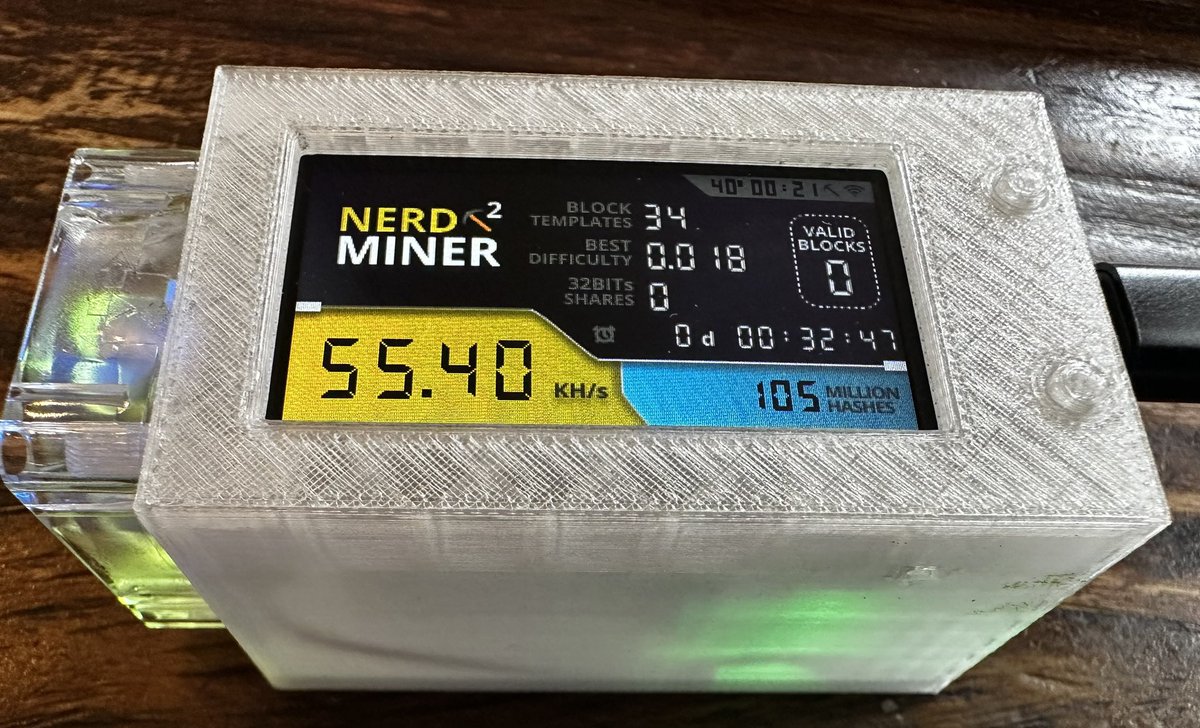 40° 00:21
NERD 2
MINER
BLOCK
TEMPLATES 34
BEST
DIFFICULTY 0.018
32BITs
SHARES 0
VALID
BLOCKS
0
0 d 00:32:47
55.40 KH/s
105 MILLION
HASHES